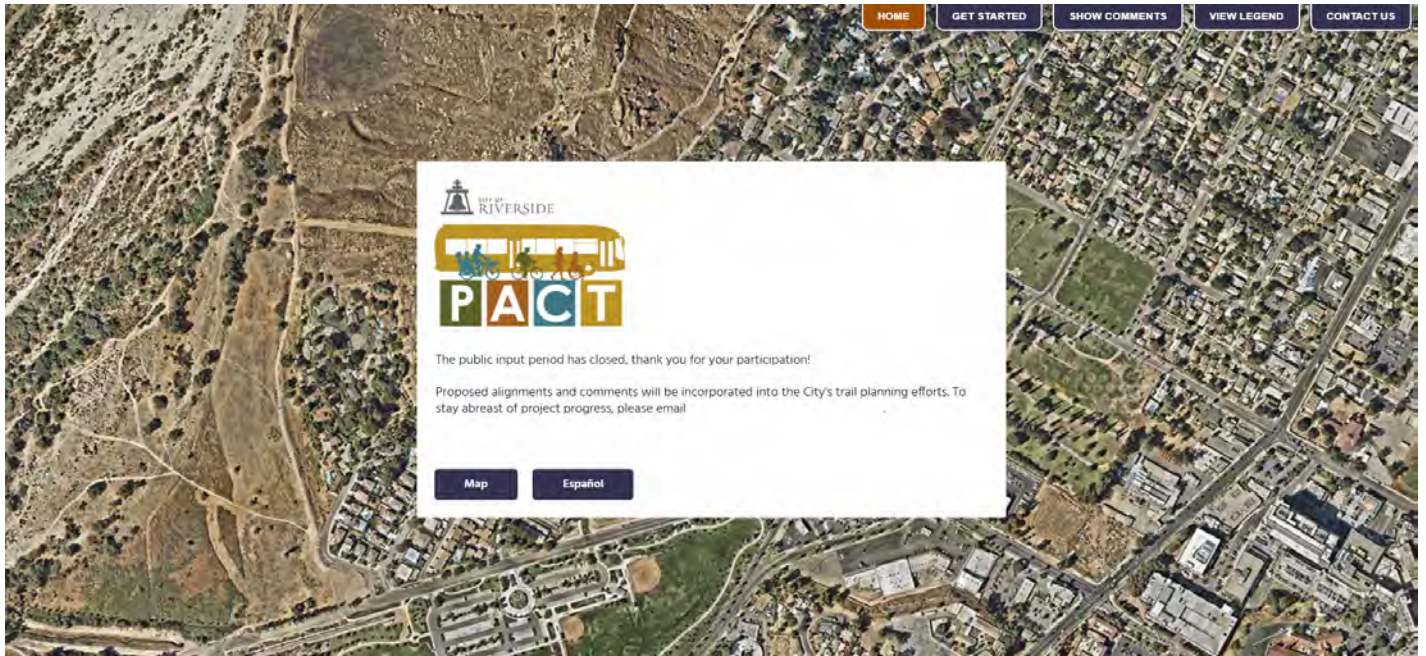 HOME
GET STARTED
SHOW COMMENTS
VIEW LEGEND
CONTACT US
CITY OF
RIVERSIDE
PACT
The public input period has closed, thank you for your participation!
Proposed alignments and comments will be incorporated into the City's trail planning efforts. To
stay abreast of project progress, please email
.
Map
Español